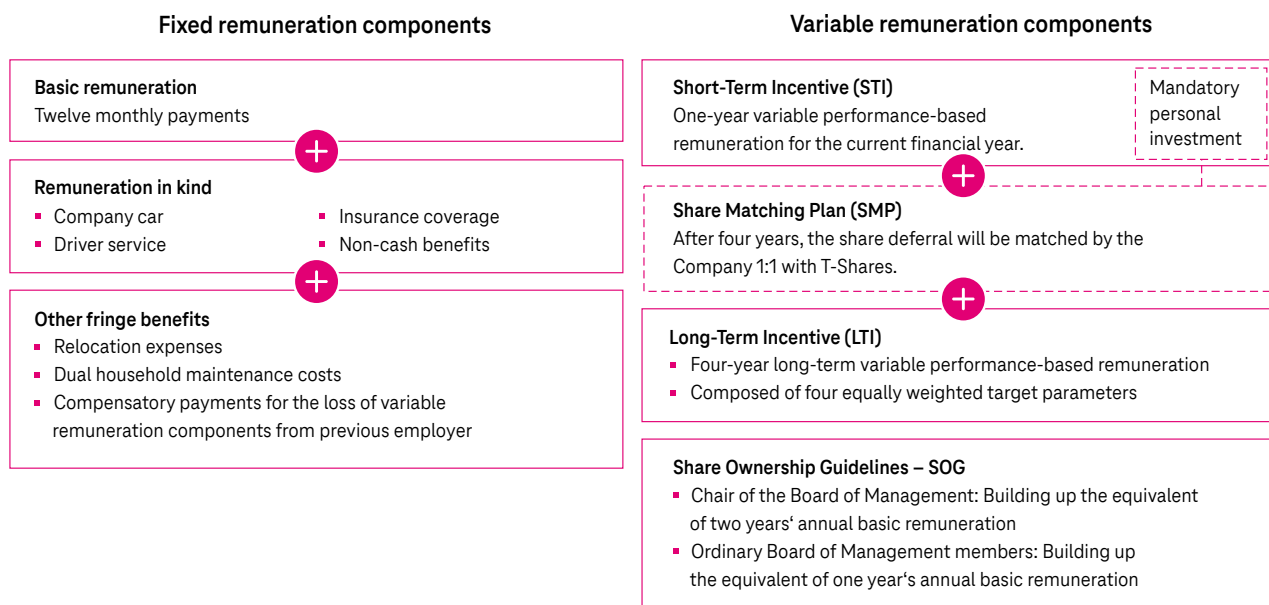 Fixed remuneration components
Basic remuneration
Twelve monthly payments
Remuneration in kind
▪ Company car
▪ Driver service
▪ Insurance coverage
▪ Non-cash benefits
Other fringe benefits
▪ Relocation expenses
▪ Dual household maintenance costs
▪ Compensatory payments for the loss of variable
remuneration components from previous employer
Variable remuneration components
Short-Term Incentive (STI)
One-year variable performance-based
remuneration for the current financial year.
Mandatory
personal
investment
Share Matching Plan (SMP)
After four years, the share deferral will be matched by the
Company 1:1 with T-Shares.
Long-Term Incentive (LTI)
▪ Four-year long-term variable performance-based remuneration
▪ Composed of four equally weighted target parameters
Share Ownership Guidelines – SOG
▪ Chair of the Board of Management: Building up the equivalent
of two years‘ annual basic remuneration
▪ Ordinary Board of Management members: Building up
the equivalent of one year‘s annual basic remuneration